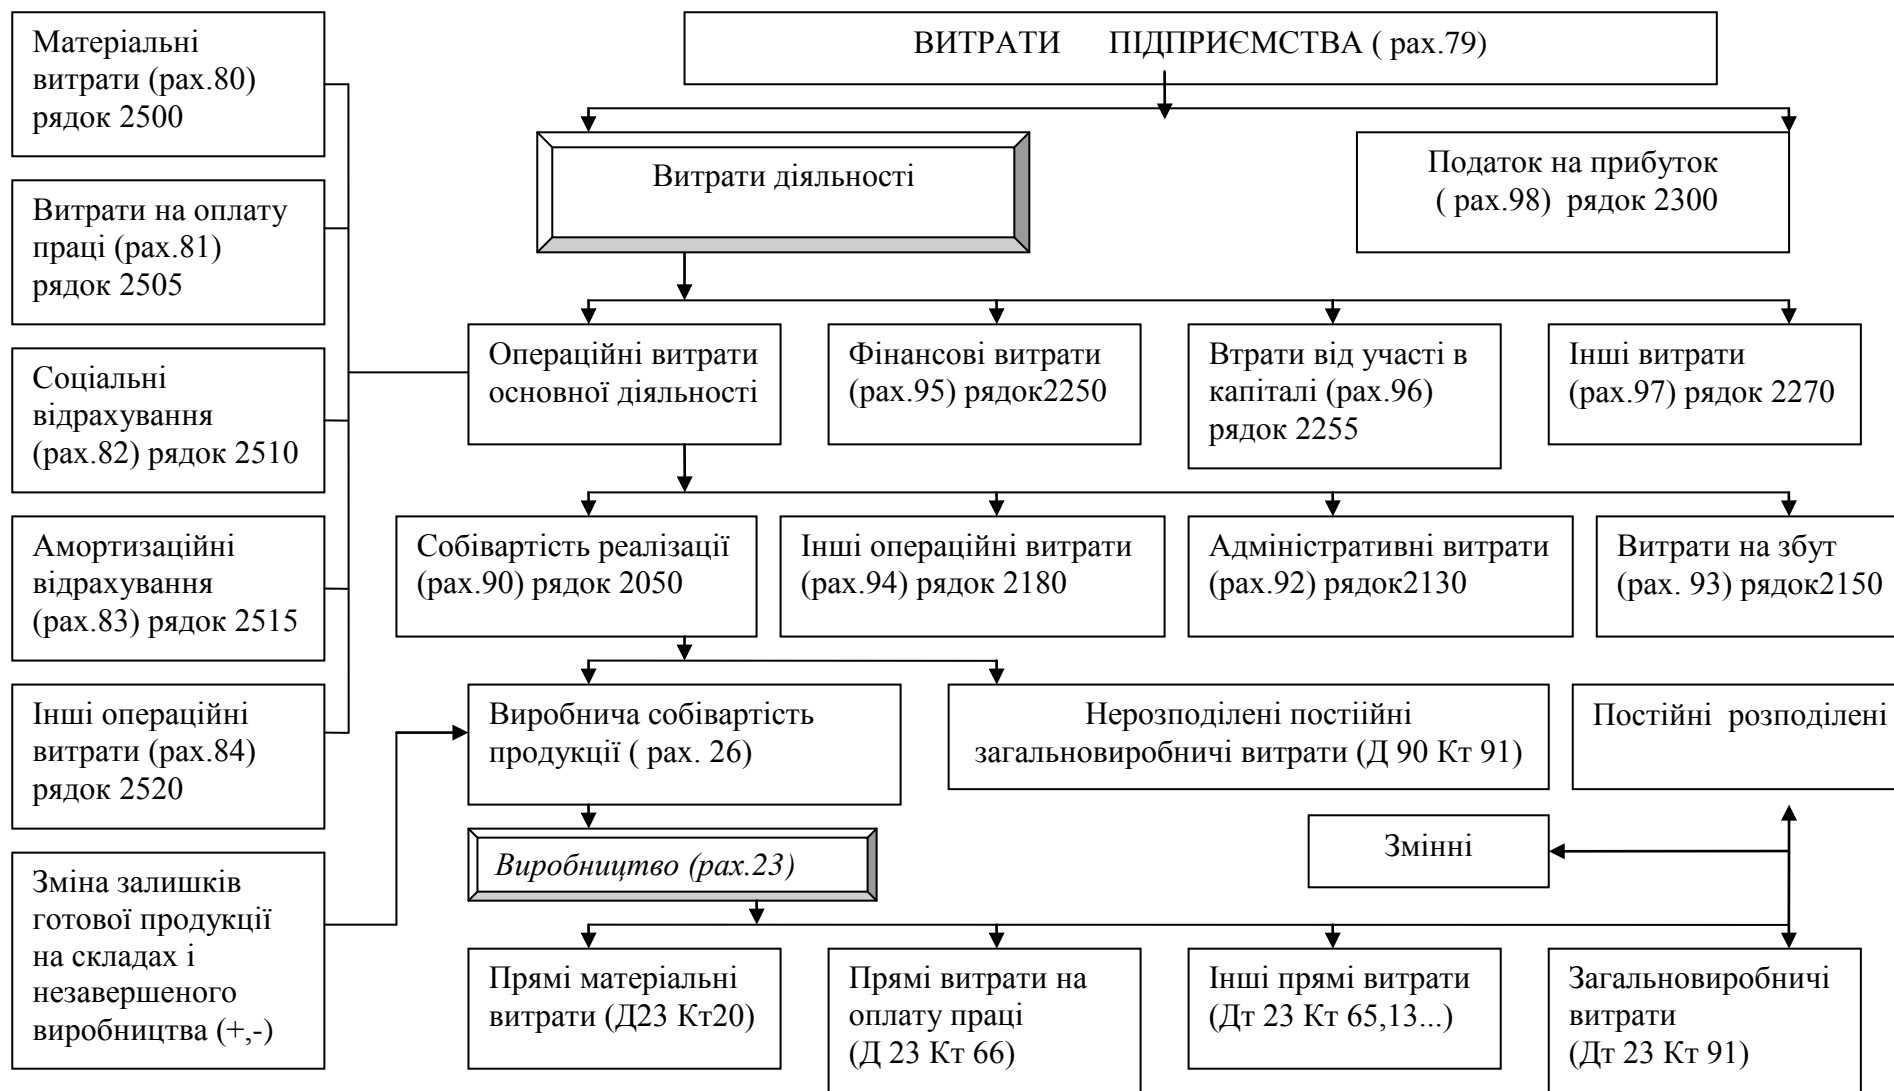 Матеріальні
витрати (рах.80)
рядок 2500
ВИТРАТИ ПІДПРИЄМСТВА ( рах.79)
Витрати діяльності
Податок на прибуток
( рах.98) рядок 2300
Витрати на оплату
праці (рах.81)
рядок 2505
Операційні витрати
основної діяльності
Фінансові витрати
(рах.95) рядок2250
Втрати від участі в
капіталі (рах.96)
рядок 2255
Інші витрати
(рах.97) рядок 2270
Соціальні
відрахування
(рах.82) рядок 2510
Собівартість реалізації
(рах.90) рядок 2050
Інші операційні витрати
(рах.94) рядок 2180
Адміністративні витрати
(рах.92) рядок2130
Витрати на збут
(рах. 93) рядок2150
Амортизаційні
відрахування
(рах.83) рядок 2515
Інші операційні
витрати (рах.84)
рядок 2520
Виробнича собівартість
продукції ( рах. 26)
Нерозподілені постіійні
загальновиробничі витрати (Д 90 Кт 91)
Постійні розподілені
Виробництво (рах.23)
Змінні
Зміна залишків
готової продукції
на складах і
незавершеного
виробництва (+,-)
Прямі матеріальні
витрати (Д23 Кт20)
Прямі витрати на
оплату праці
(Д 23 Кт 66)
Інші прямі витрати
(Дт 23 Кт 65,13...)
Загальновиробничі
витрати
(Дт 23 Кт 91)